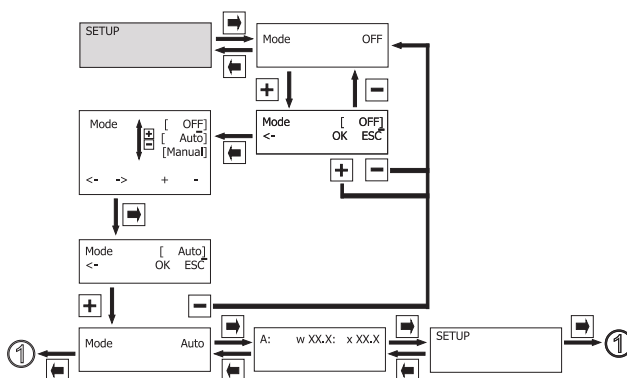 SETUP
Mode OFF
+ -
Mode [ OFF]
<- OK ESC
Mode [ OFF]
+ [ Auto]
- [Manual]
<- -> + -
+ -
Mode [ Auto]
<- OK ESC
+ -
1 Mode Auto
A: w XX.X: x XX.X
SETUP
1